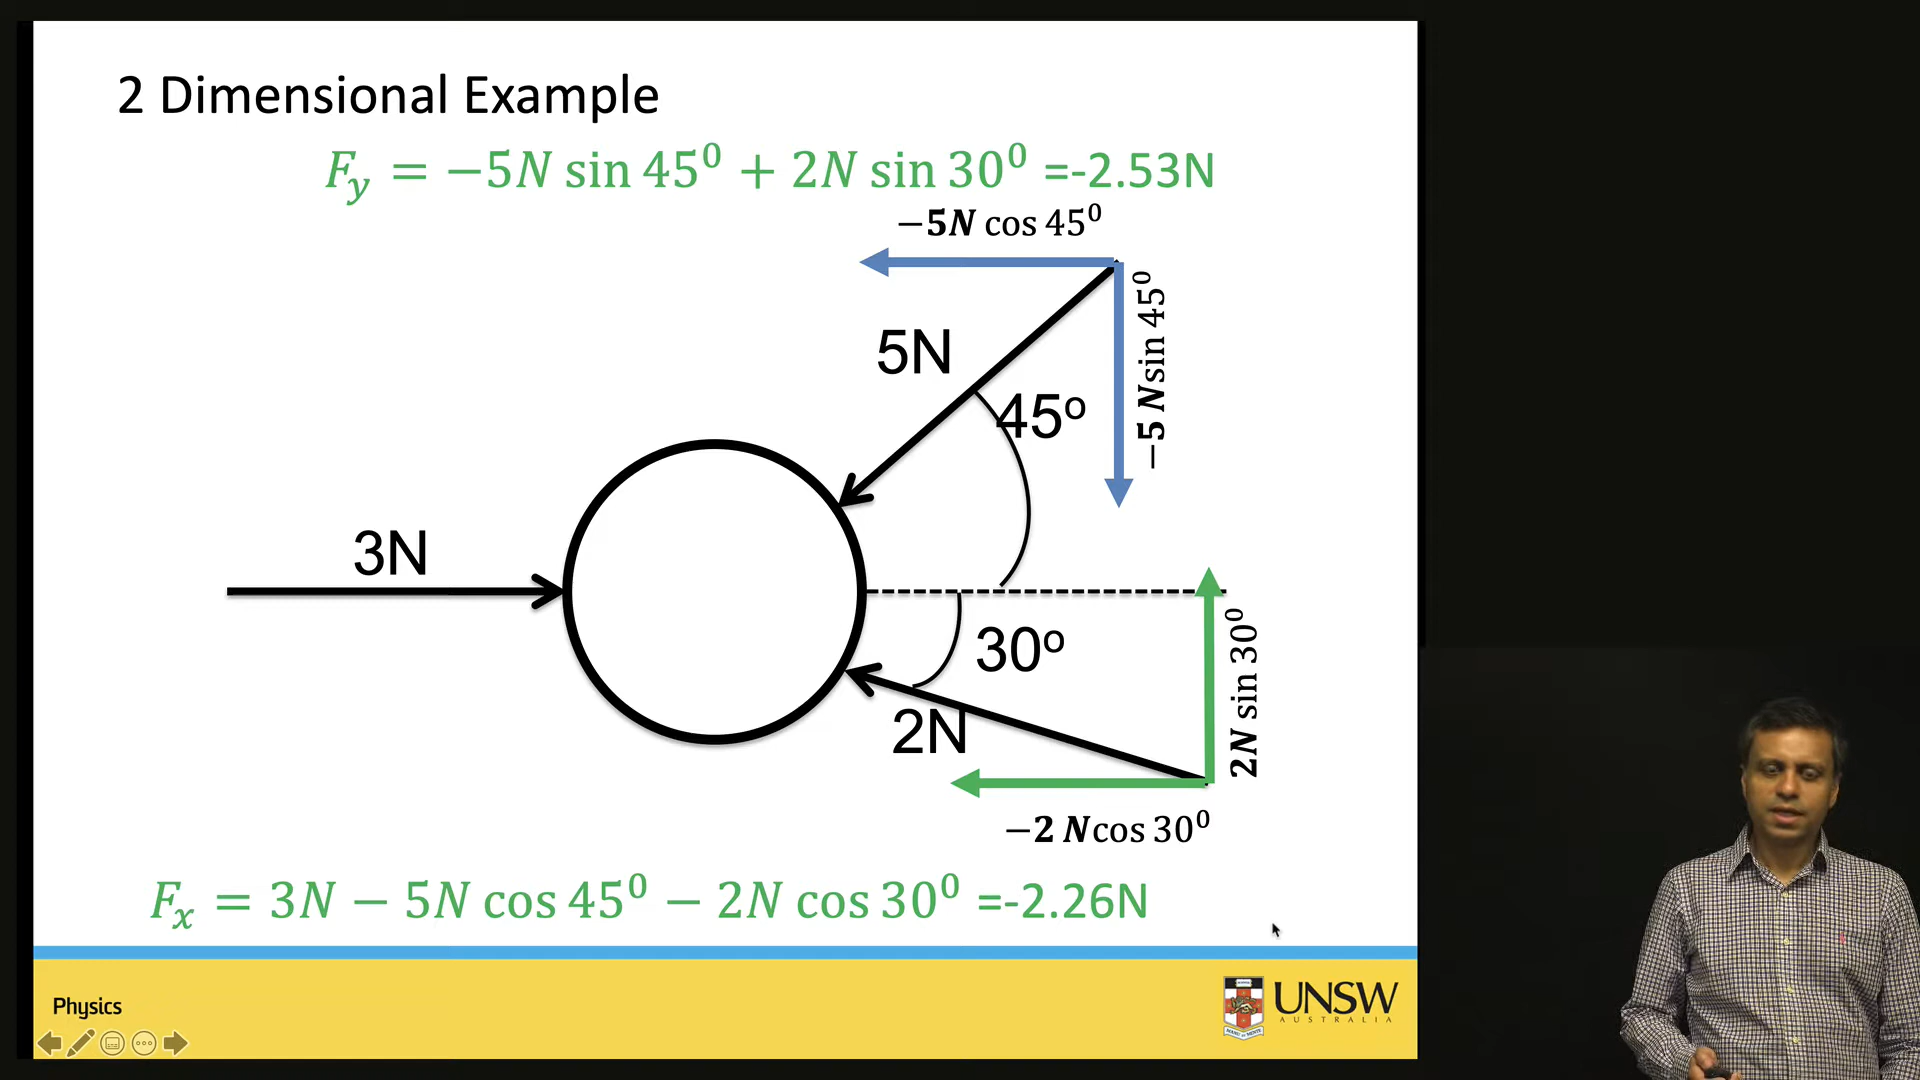 2 Dimensional Example
F_y = −5N sin 45⁰ + 2N sin 30⁰ =-2.53N
−5N cos 45⁰
−5 Nsin 45⁰
5N
45º
3N
30º
2N sin 30⁰
2N
−2 Ncos 30⁰
F_x = 3N − 5N cos 45⁰ − 2N cos 30⁰ =-2.26N
Physics
UNSW
AUSTRALIA